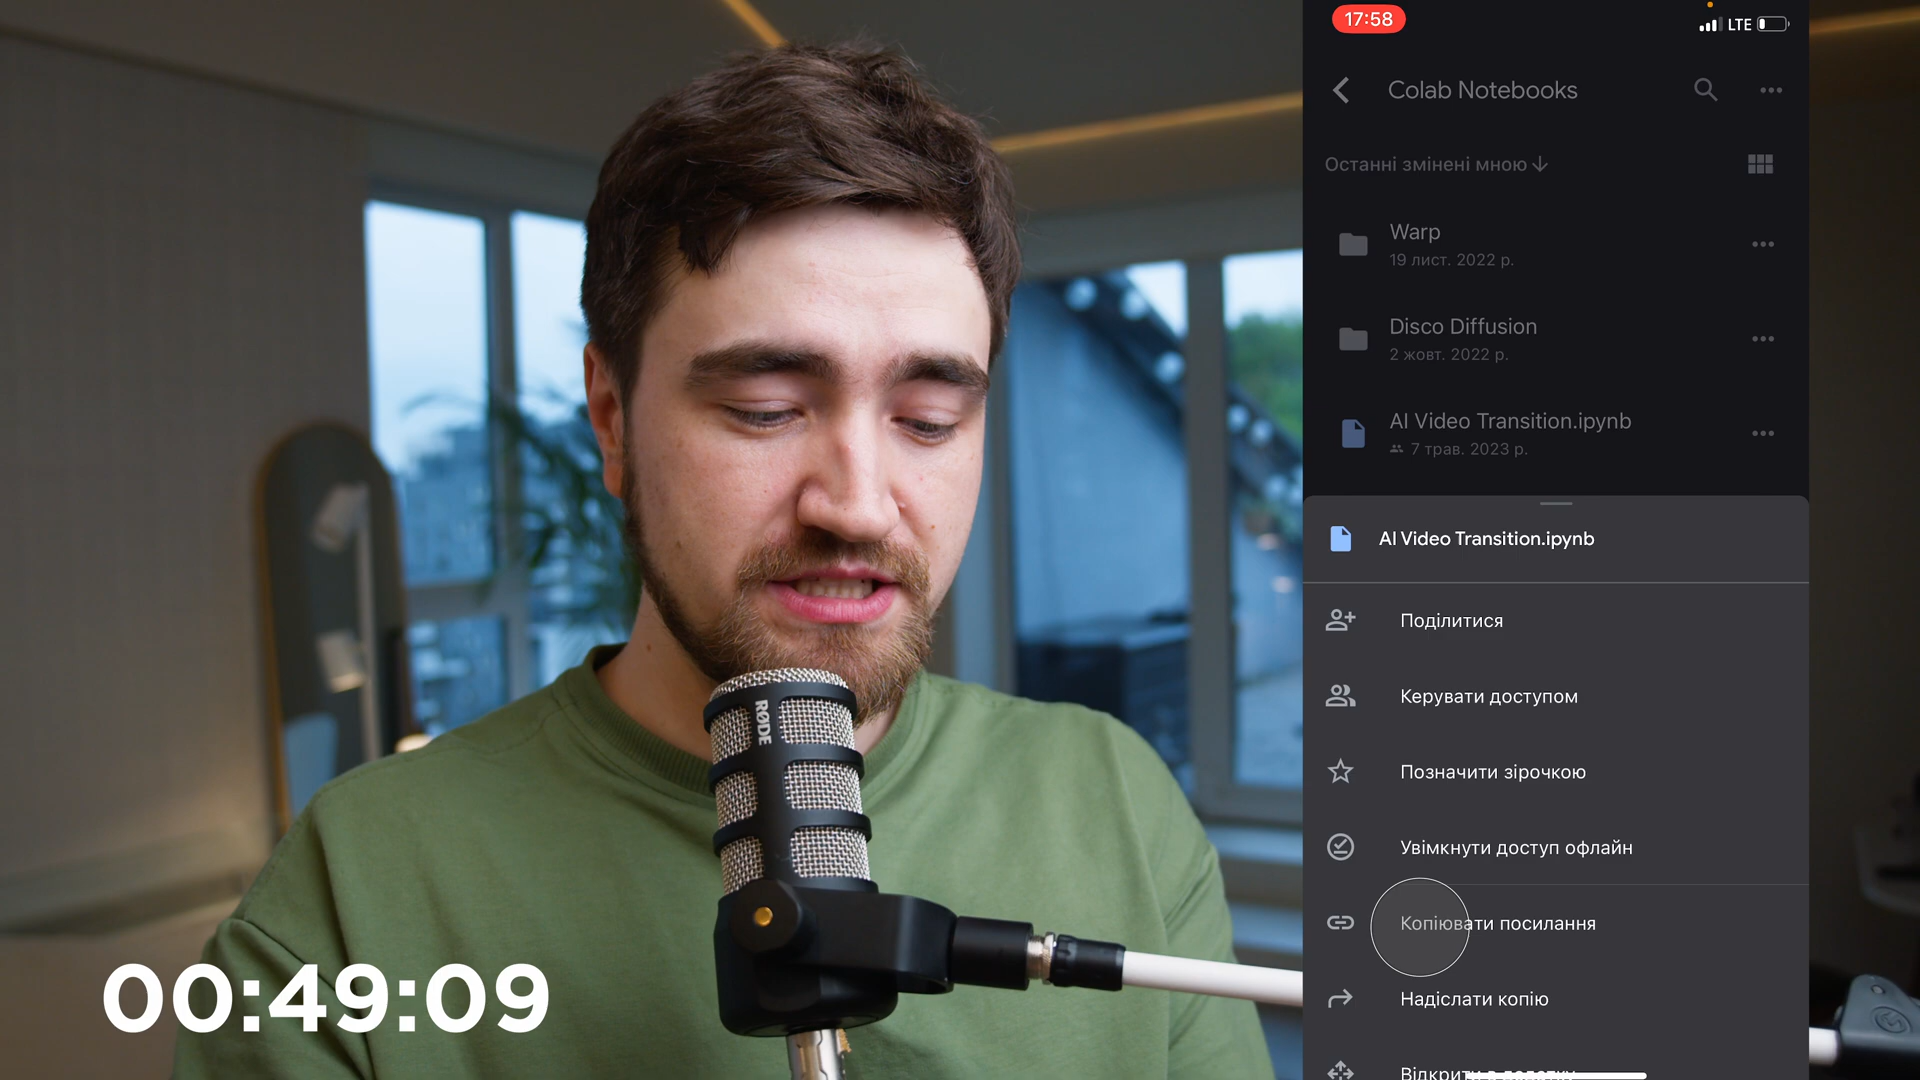 17:58
LTE
Colab Notebooks
Останні змінені мною
Warp
19 лист. 2022 р.
Disco Diffusion
2 жовт. 2022 р.
AI Video Transition.ipynb
7 трав. 2023 р.
AI Video Transition.ipynb
Поділитися
Керувати доступом
Позначити зірочкою
Увімкнути доступ офлайн
Копіювати посилання
Надіслати копію
RØDE
00:49:09